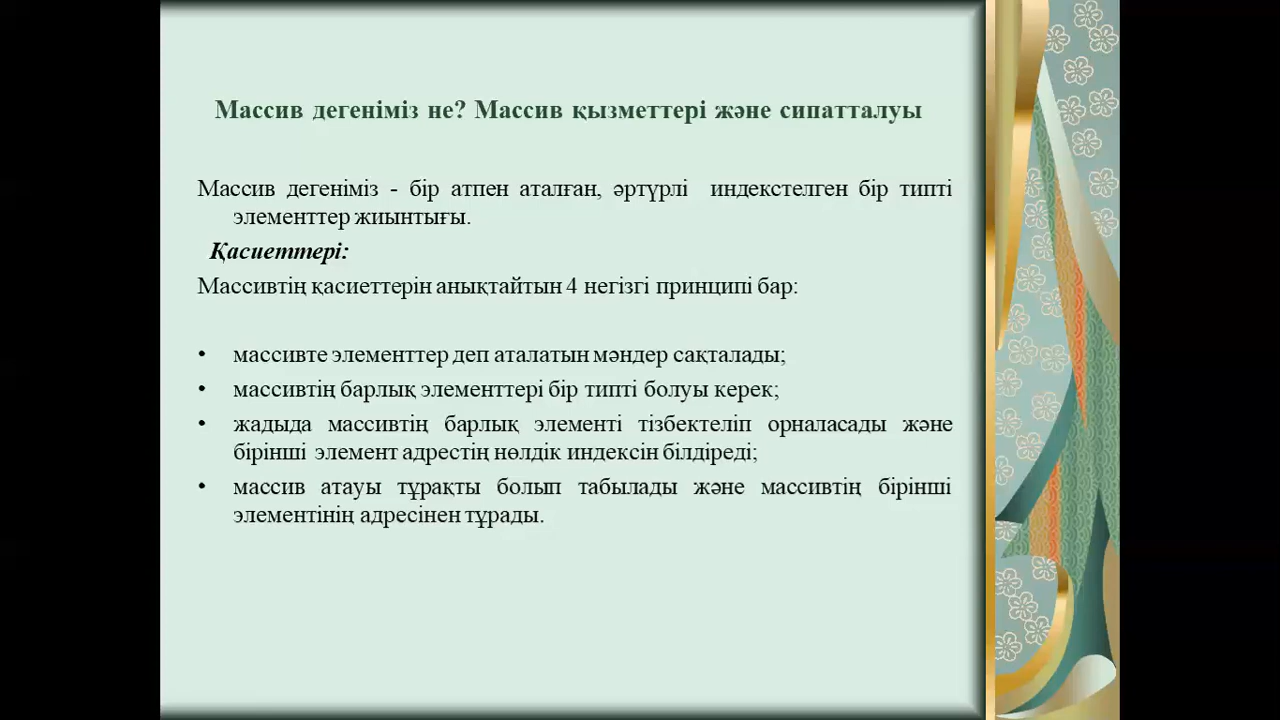 Массив дегеніміз не? Массив қызметтері және сипатталуы
Массив дегеніміз - бір атпен аталған, әртүрлі индекстелген бір типті
элементтер жиынтығы.
Қасиеттері:
Массивтің қасиеттерін анықтайтын 4 негізгі принципі бар:
• массивте элементтер деп аталатын мәндер сақталады;
• массивтің барлық элементтері бір типті болуы керек;
• жадыда массивтің барлық элементі тізбектеліп орналасады және
бірінші элемент адрестің нөлдік индексін білдіреді;
• массив атауы тұрақты болып табылады және массивтің бірінші
элементінің адресінен тұрады.